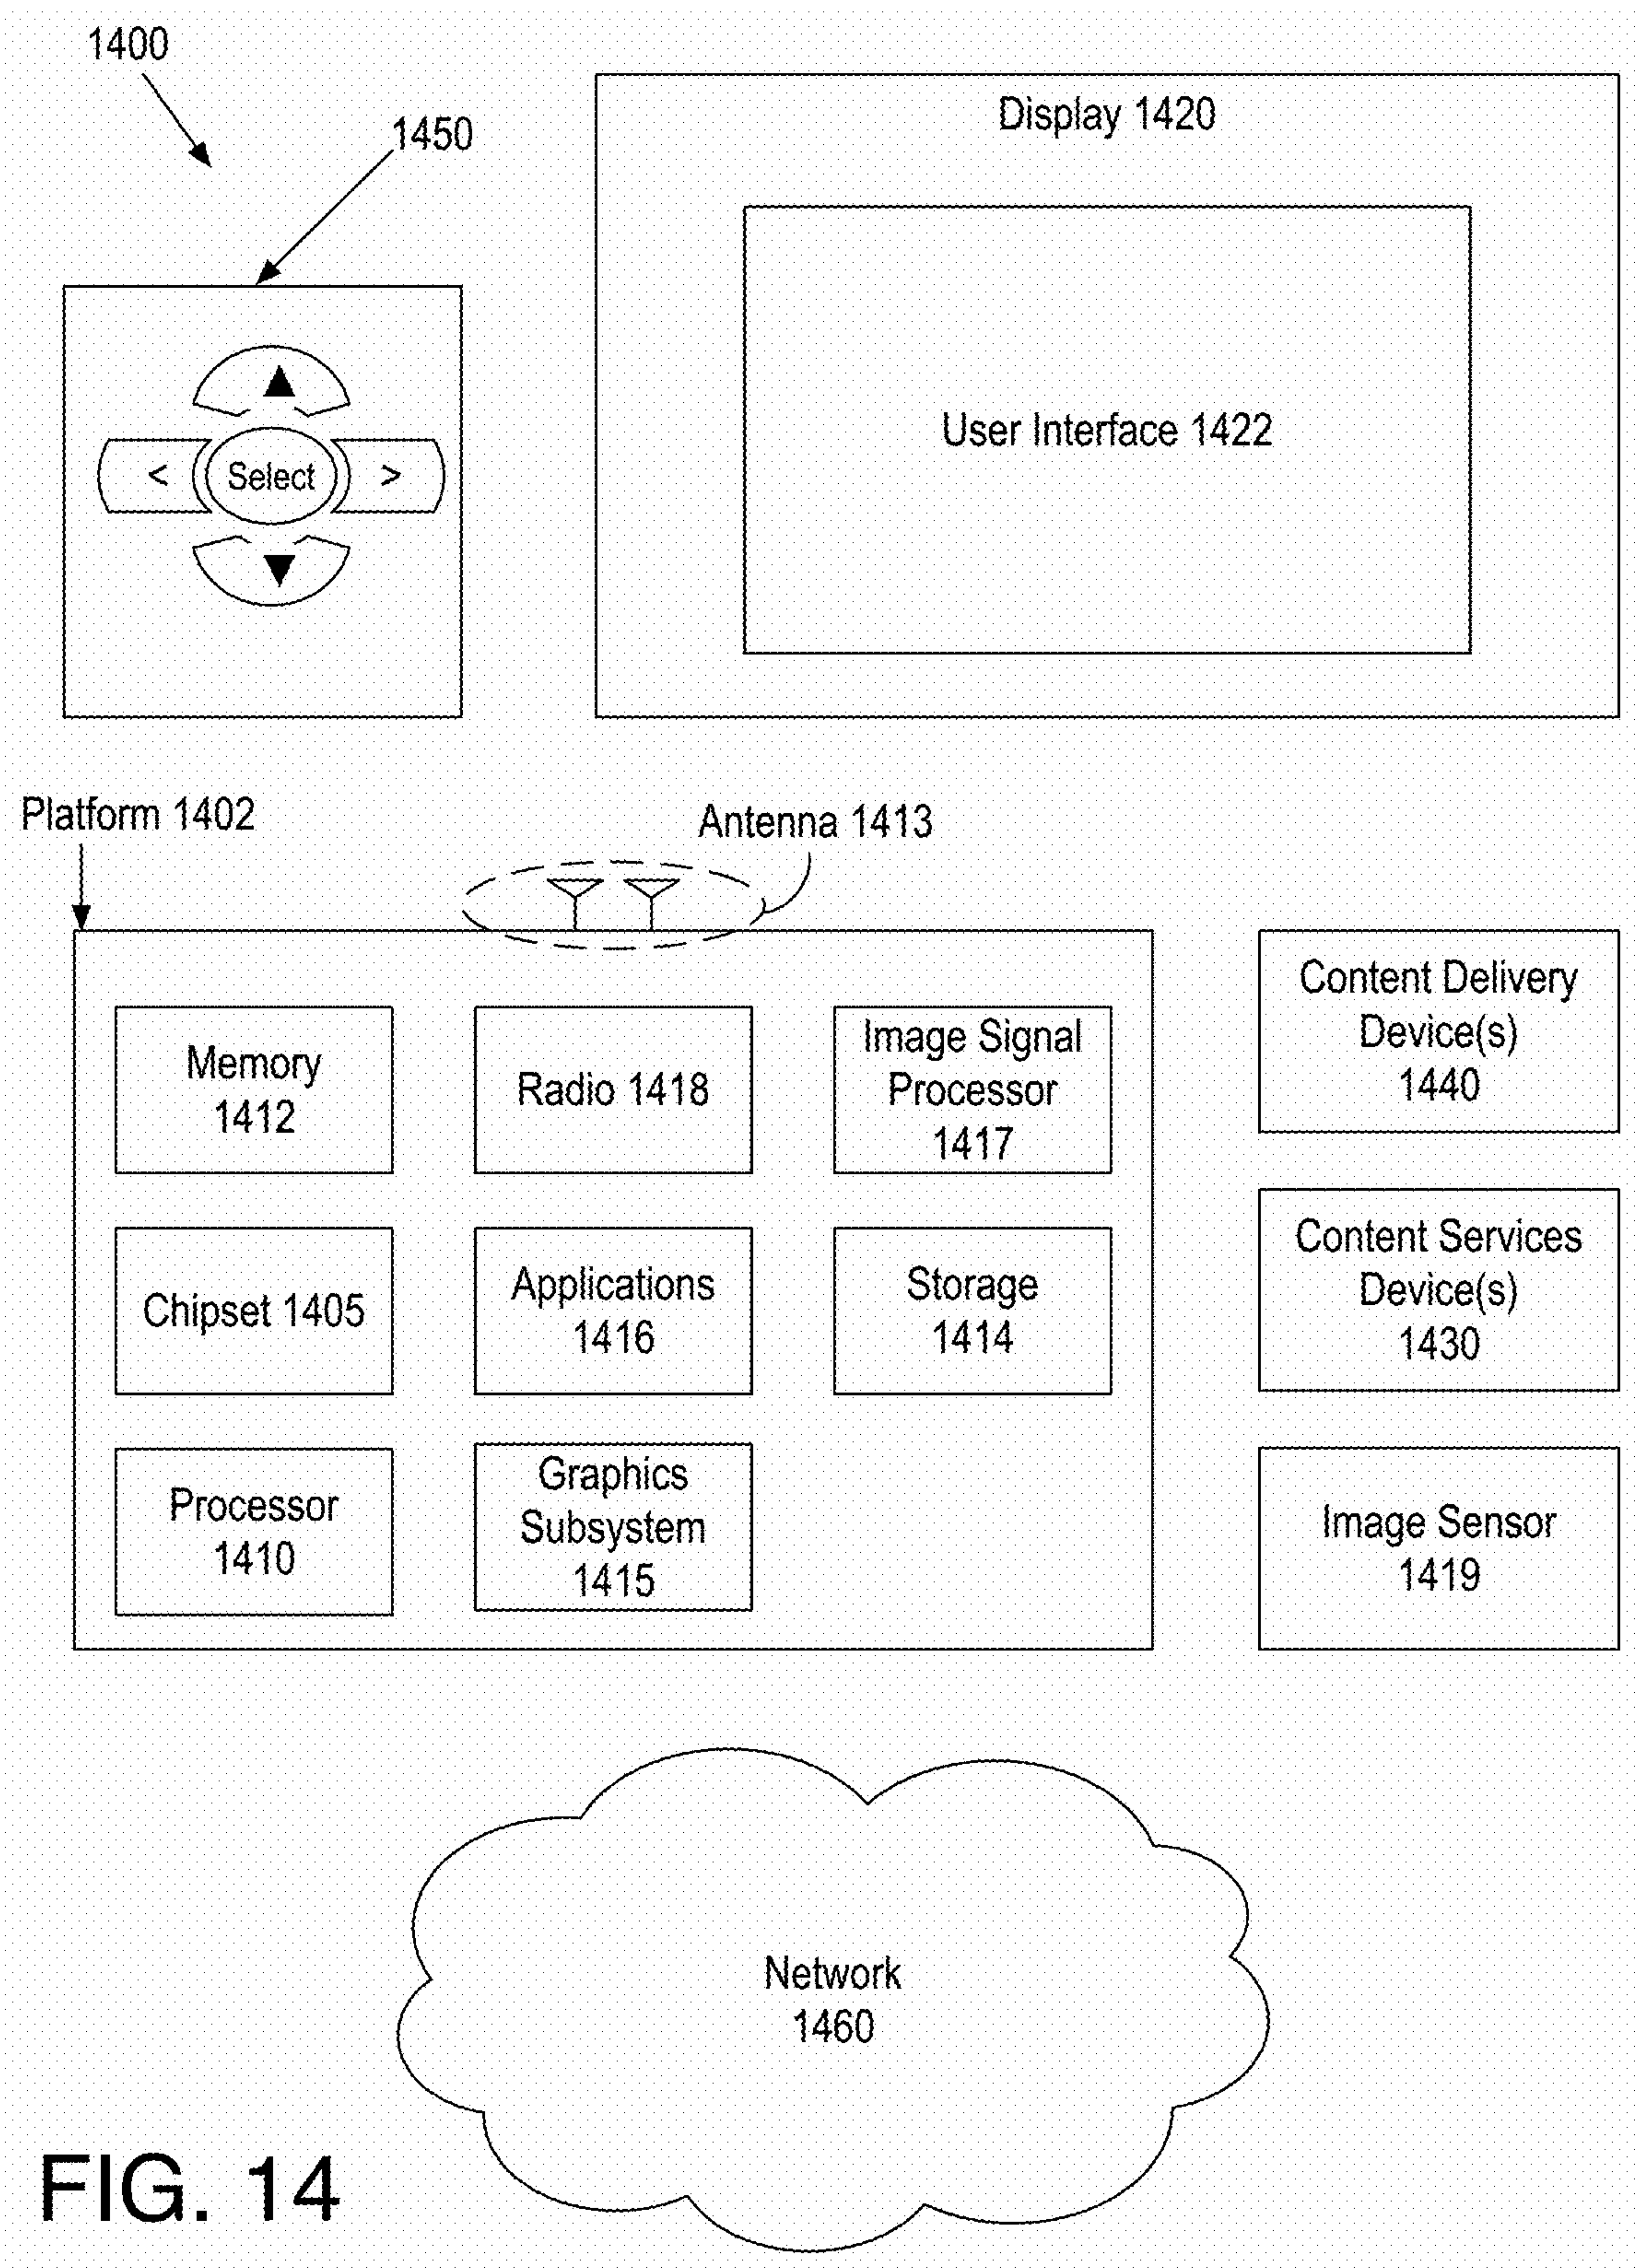 1400
1450
Display 1420
User Interface 1422
<
Select
>
Platform 1402
Antenna 1413
Memory
1412
Radio 1418
Image Signal
Processor
1417
Chipset 1405
Applications
1416
Storage
1414
Processor
1410
Graphics
Subsystem
1415
Content Delivery
Device(s)
1440
Content Services
Device(s)
1430
Image Sensor
1419
Network
1460
FIG. 14